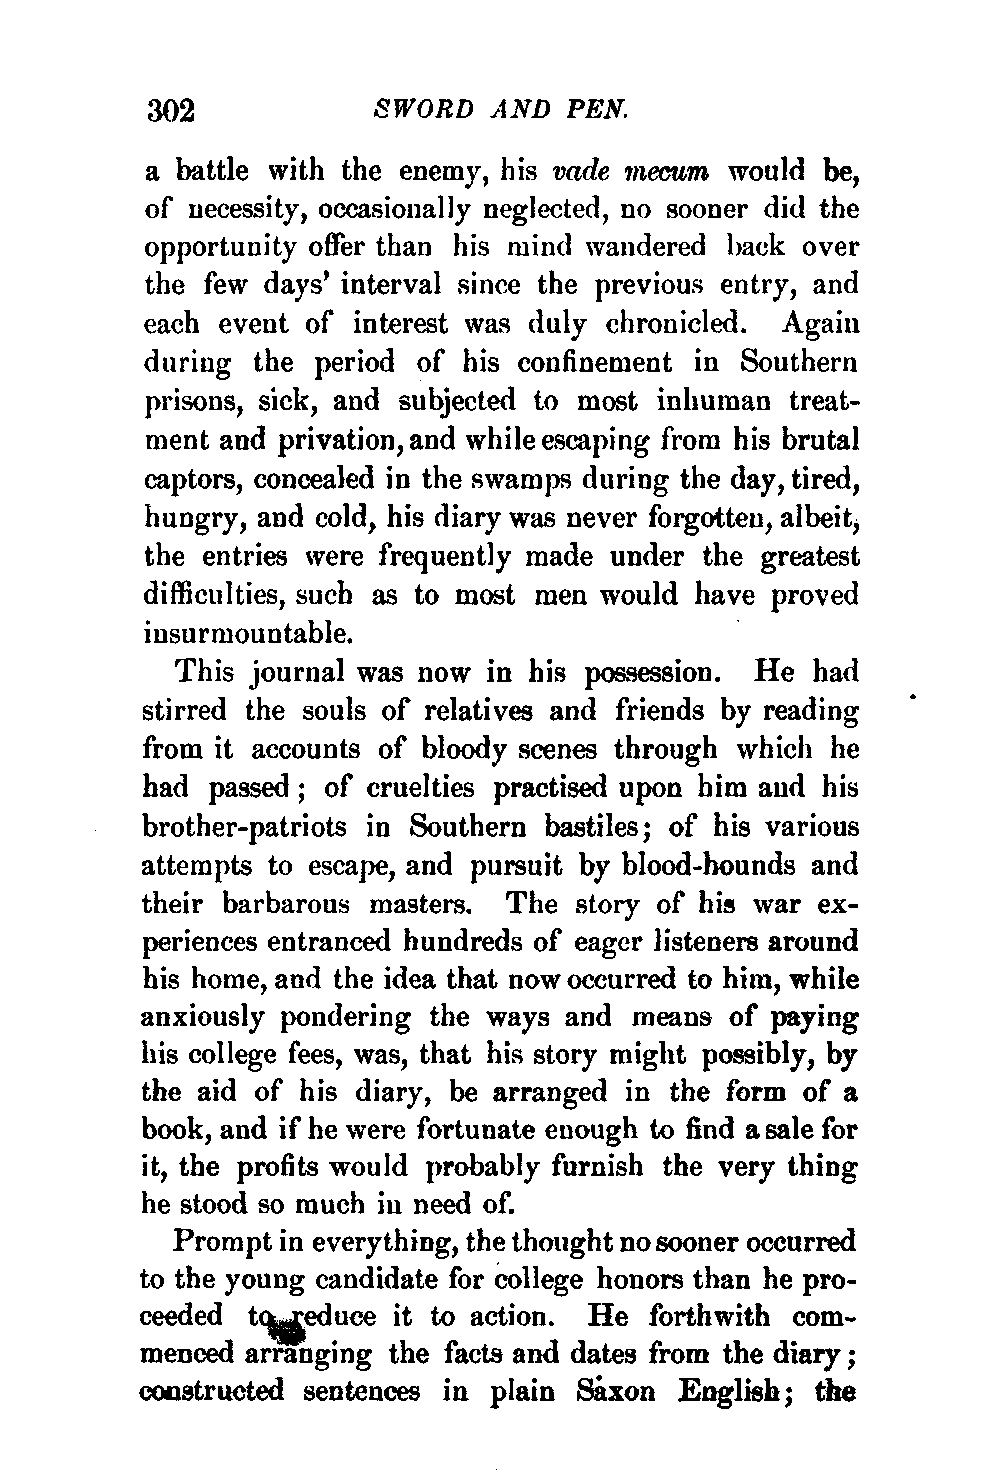 302 SWORD AND PEN.
a battle with the enemy, his vade mecum would be,
of necessity, occasionally neglected, no sooner did the
opportunity offer than his mind wandered back over
the few days' interval since the previous entry, and
each event of interest was duly chronicled. Again
during the period of his confinement in Southern
prisons, sick, and subjected to most inhuman treat-
ment and privation, and while escaping from his brutal
captors, concealed in the swamps during the day, tired,
hungry, and cold, his diary was never forgotten, albeit,
the entries were frequently made under the greatest
difficulties, such as to most men would have proved
insurmountable.
This journal was now in his possession. He had
stirred the souls of relatives and friends by reading
from it accounts of bloody scenes through which he
had passed; of cruelties practised upon him and his
brother-patriots in Southern bastiles; of his various
attempts to escape, and pursuit by blood-hounds and
their barbarous masters. The story of his war ex-
periences entranced hundreds of eager listeners around
his home, and the idea that now occurred to him, while
anxiously pondering the ways and means of paying
his college fees, was, that his story might possibly, by
the aid of his diary, be arranged in the form of a
book, and if he were fortunate enough to find a sale for
it, the profits would probably furnish the very thing
he stood so much in need of.
Prompt in everything, the thought no sooner occurred
to the young candidate for college honors than he pro-
ceeded to reduce it to action. He forthwith com-
menced arranging the facts and dates from the diary;
constructed sentences in plain Saxon English; the